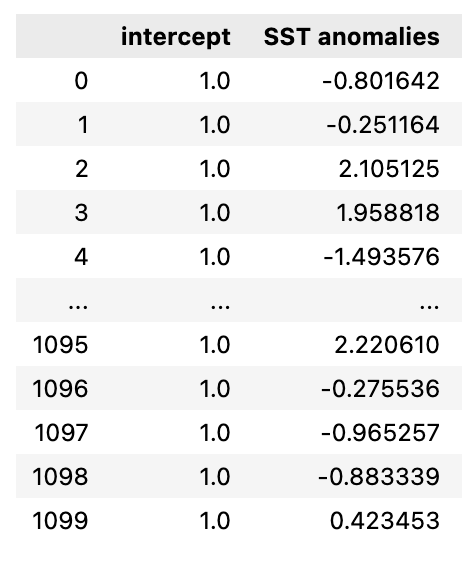 intercept SST anomalies
0 1.0 -0.801642
1 1.0 -0.251164
2 1.0 2.105125
3 1.0 1.958818
4 1.0 -1.493576
... ... ...
1095 1.0 2.220610
1096 1.0 -0.275536
1097 1.0 -0.965257
1098 1.0 -0.883339
1099 1.0 0.423453